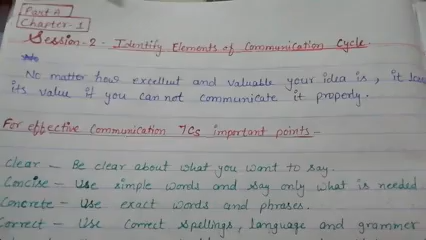 Part A
Chapter-1
Session-2 - Identify Elements of Communication Cycle.
No matter how excellent and valuable your idea is, it
its value if you can not communicate it properly.
For effective Communication 7Cs important points -
Clear - Be clear about what you want to say.
Concise - Use simple words and say only what is needed
Concrete - Use exact words and phrases.
Correct - Use correct spellings, language and grammer